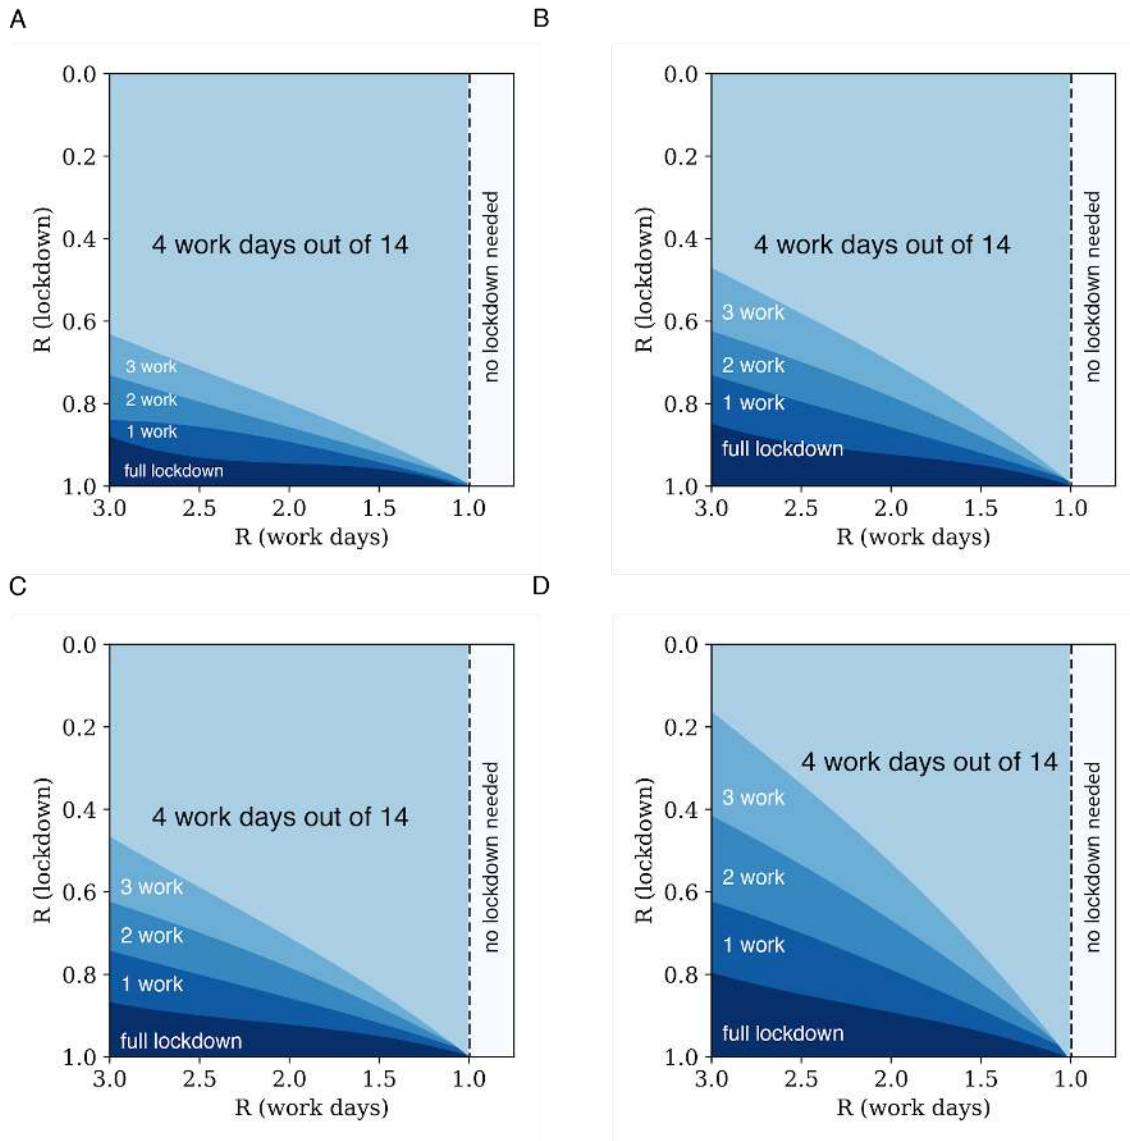 A
0.0
0.2
0.4
0.6
0.8
1.0
R (lockdown)
4 work days out of 14
3 work
2 work
1 work
full lockdown
no lockdown needed
3.0 2.5 2.0 1.5 1.0
R (work days)
B
0.0
0.2
0.4
0.6
0.8
1.0
R (lockdown)
4 work days out of 14
3 work
2 work
1 work
full lockdown
no lockdown needed
3.0 2.5 2.0 1.5 1.0
R (work days)
C
0.0
0.2
0.4
0.6
0.8
1.0
R (lockdown)
4 work days out of 14
3 work
2 work
1 work
full lockdown
no lockdown needed
3.0 2.5 2.0 1.5 1.0
R (work days)
D
0.0
0.2
0.4
0.6
0.8
1.0
R (lockdown)
4 work days out of 14
3 work
2 work
1 work
full lockdown
no lockdown needed
3.0 2.5 2.0 1.5 1.0
R (work days)